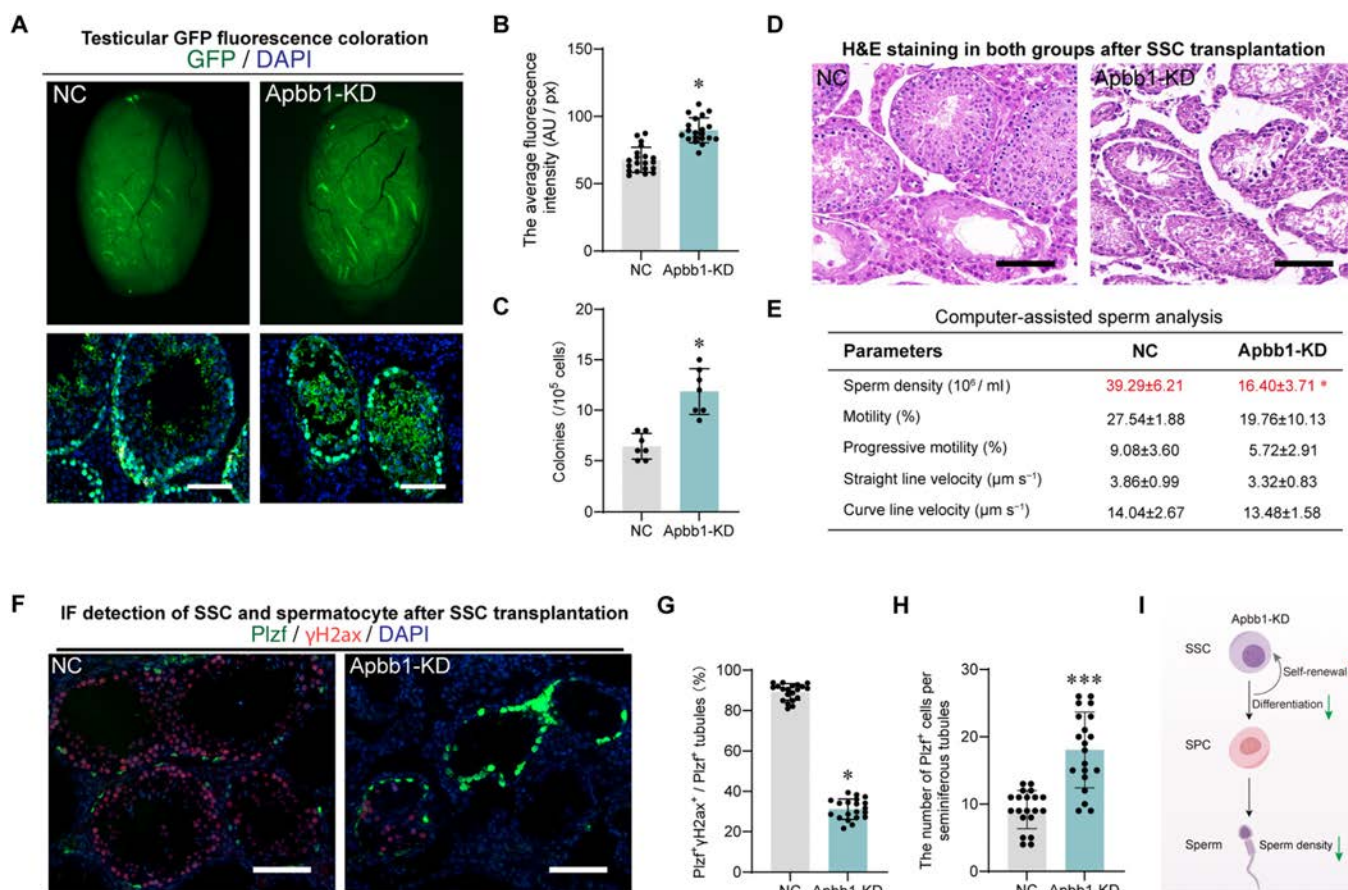 A
Testicular GFP fluorescence coloration
GFP / DAPI
NC
Apbb1-KD
B
The average fluorescence
intensity (AU / px)
150
100
50
0
*
NC
Apbb1-KD
C
Colonies (/10⁵ cells)
20
15
10
5
0
*
NC
Apbb1-KD
D
H&E staining in both groups after SSC transplantation
NC
Apbb1-KD
E
Computer-assisted sperm analysis
Parameters NC Apbb1-KD
Sperm density (10⁶ / ml) 39.29±6.21 16.40±3.71 *
Motility (%) 27.54±1.88 19.76±10.13
Progressive motility (%) 9.08±3.60 5.72±2.91
Straight line velocity (μm s⁻¹) 3.86±0.99 3.32±0.83
Curve line velocity (μm s⁻¹) 14.04±2.67 13.48±1.58
F
IF detection of SSC and spermatocyte after SSC transplantation
Plzf / γH2ax / DAPI
NC
Apbb1-KD
G
Plzf⁺γH2ax⁺ / Plzf⁺ tubules (%)
100
80
60
40
20
0
*
NC
Apbb1-KD
H
The number of Plzf⁺ cells per
seminiferous tubules
30
20
10
0
***
NC
Apbb1-KD
I
Apbb1-KD
SSC
Self-renewal
Differentiation
SPC
Sperm
Sperm density